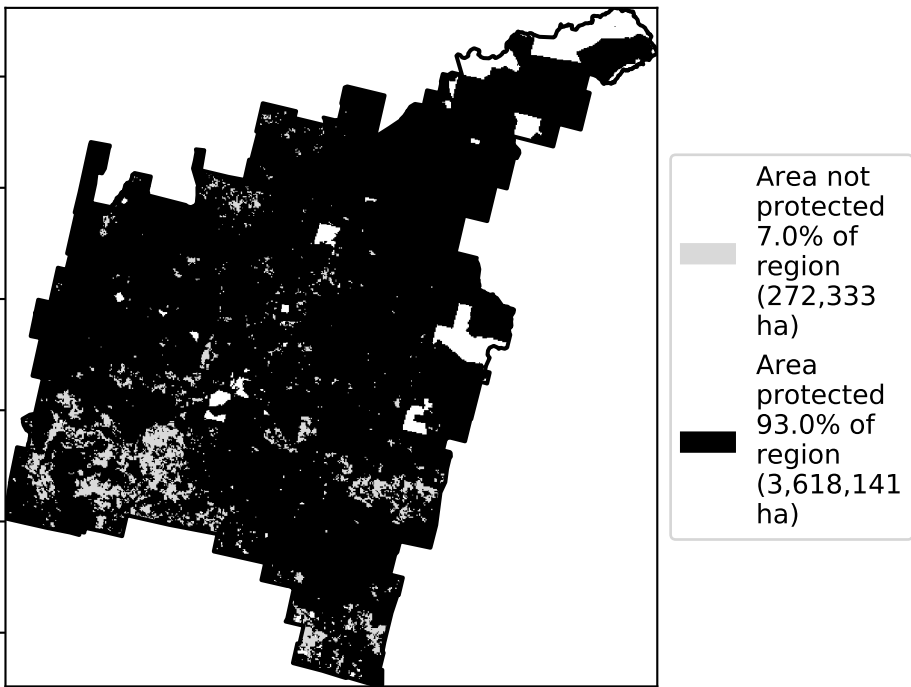 Area not
protected
7.0% of
region
(272,333
ha)
Area
protected
93.0% of
region
(3,618,141
ha)